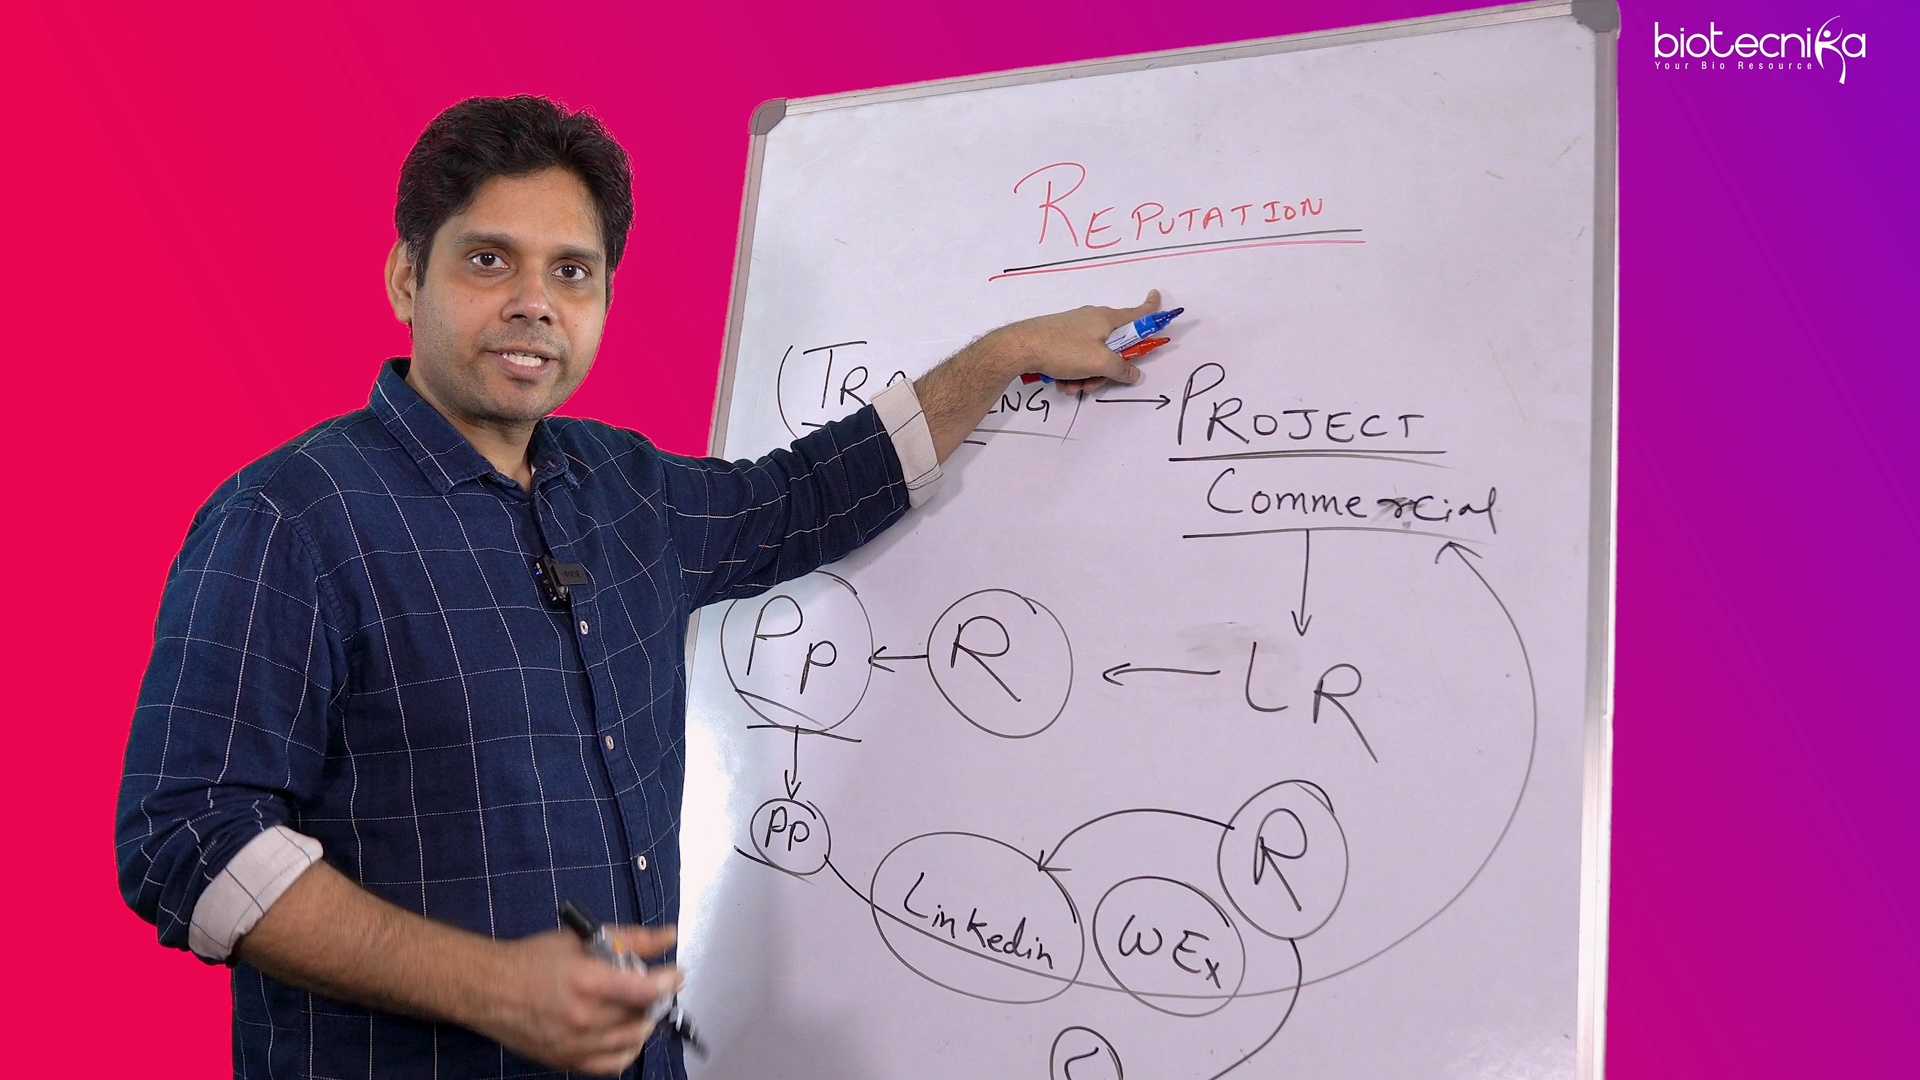 biotecnika
Your Bio Resource
REPUTATION
PROJECT
Commercial
PP
R
LR
PP
R
Linkedin
WEx